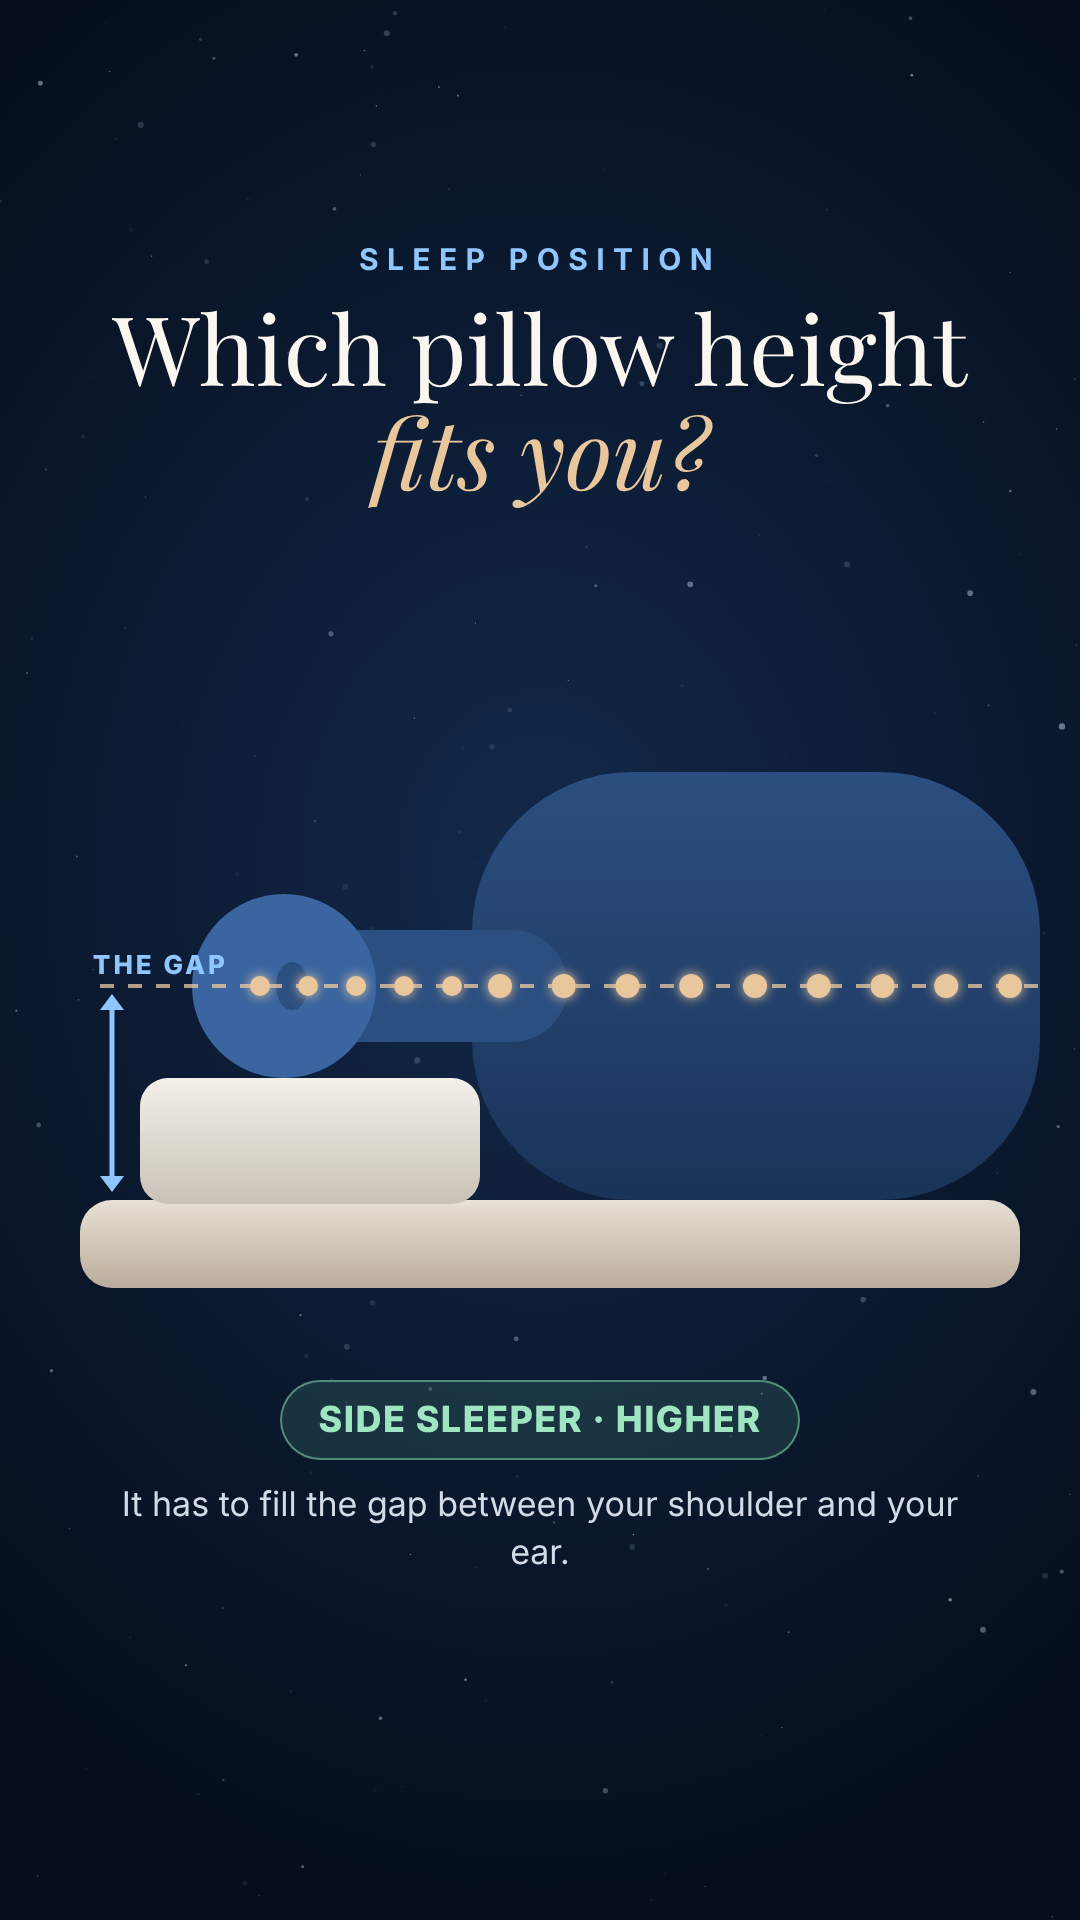 SLEEP POSITION
Which pillow height
fits you?
THE GAP
SIDE SLEEPER · HIGHER
It has to fill the gap between your shoulder and your
ear.